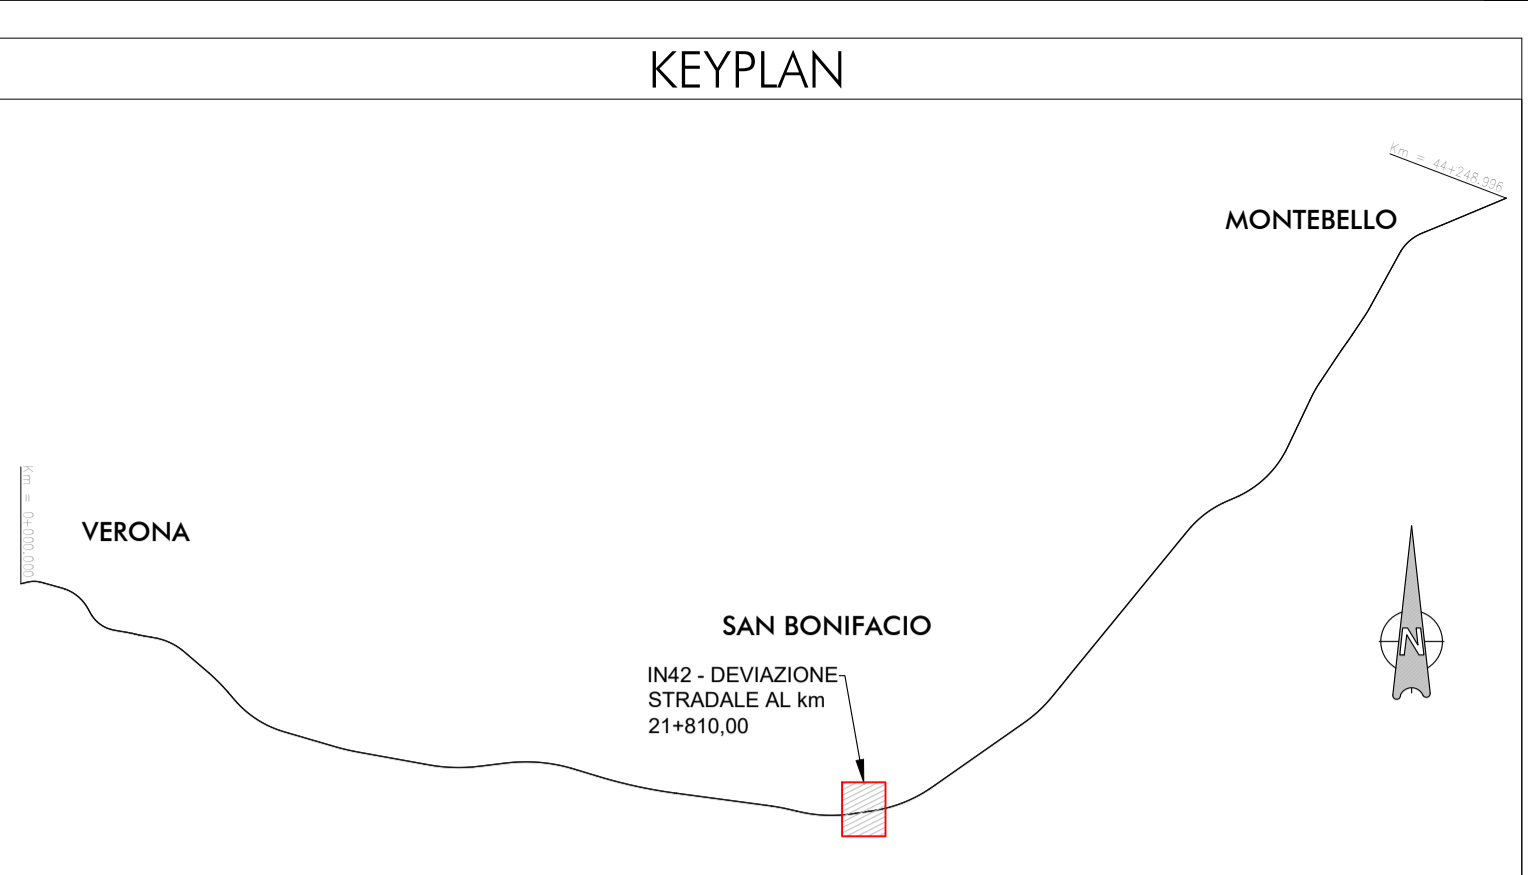 KEYPLAN
Km = 44+248.996
MONTEBELLO
Km = 0+000.000
VERONA
SAN BONIFACIO
IN42 - DEVIAZIONE
STRADALE AL km
21+810,00
N